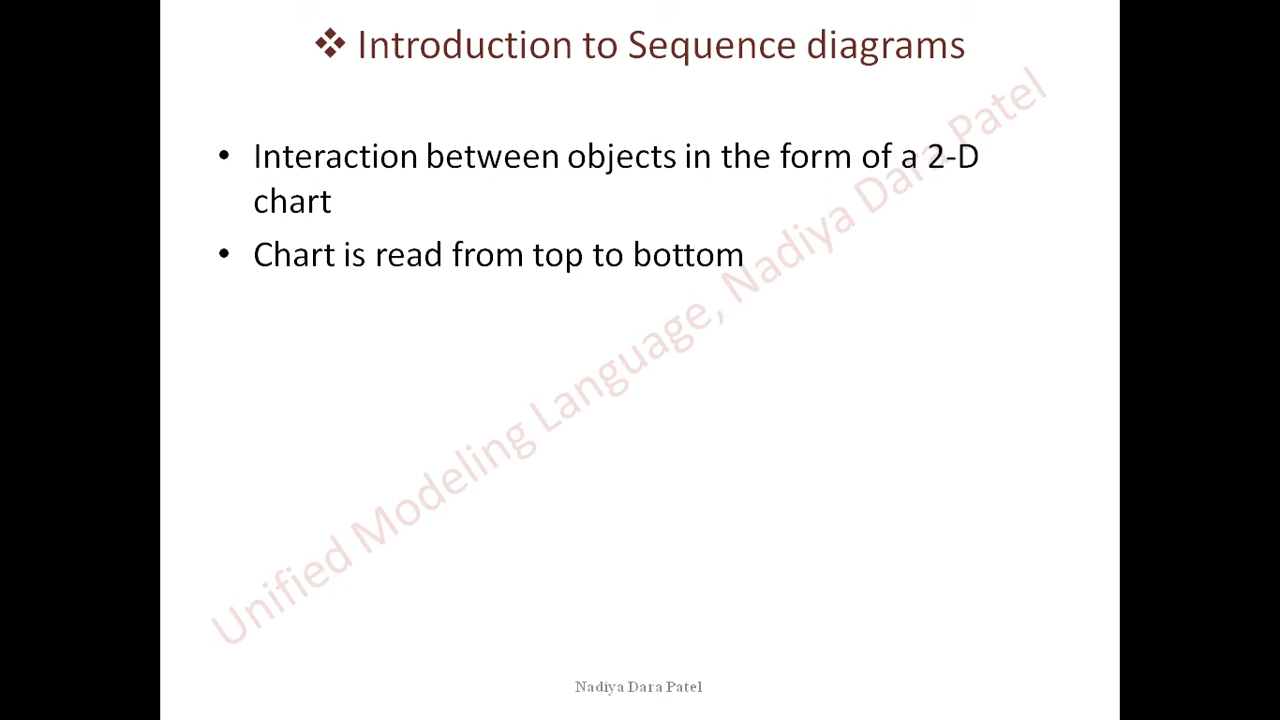 ❖ Introduction to Sequence diagrams
• Interaction between objects in the form of a 2-D
chart
• Chart is read from top to bottom
Unified Modeling Language, Nadiya Dara Patel
Nadiya Dara Patel